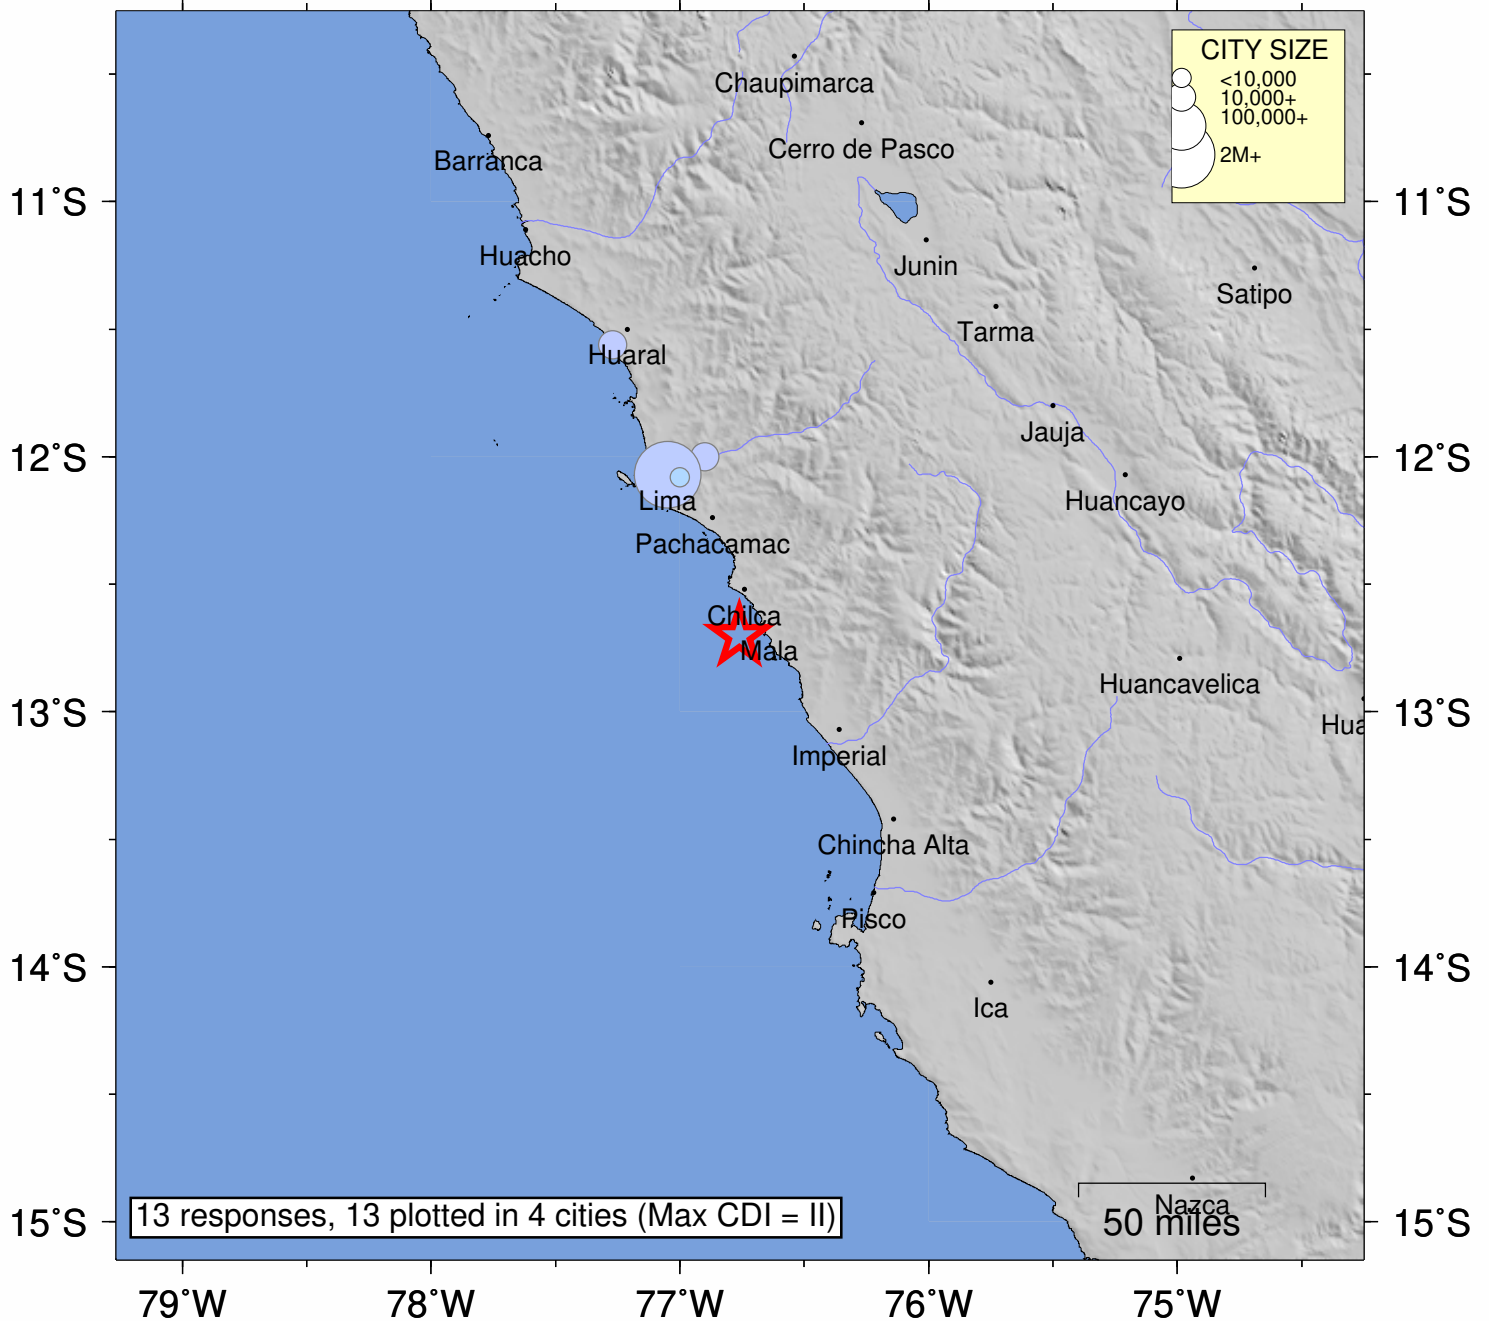 CITY SIZE
<10,000
10,000+
100,000+
2M+
Chaupimarca
Cerro de Pasco
Barranca
11°S
11°S
Huacho
Junin
Satipo
Tarma
Huaral
Jauja
12°S
12°S
Lima
Huancayo
Pachacamac
Chilca
Mala
Huancavelica
13°S
13°S
Hua
Imperial
Chincha Alta
Pisco
14°S
14°S
Ica
Nazca
50 miles
13 responses, 13 plotted in 4 cities (Max CDI = II)
15°S
15°S
79°W
78°W
77°W
76°W
75°W